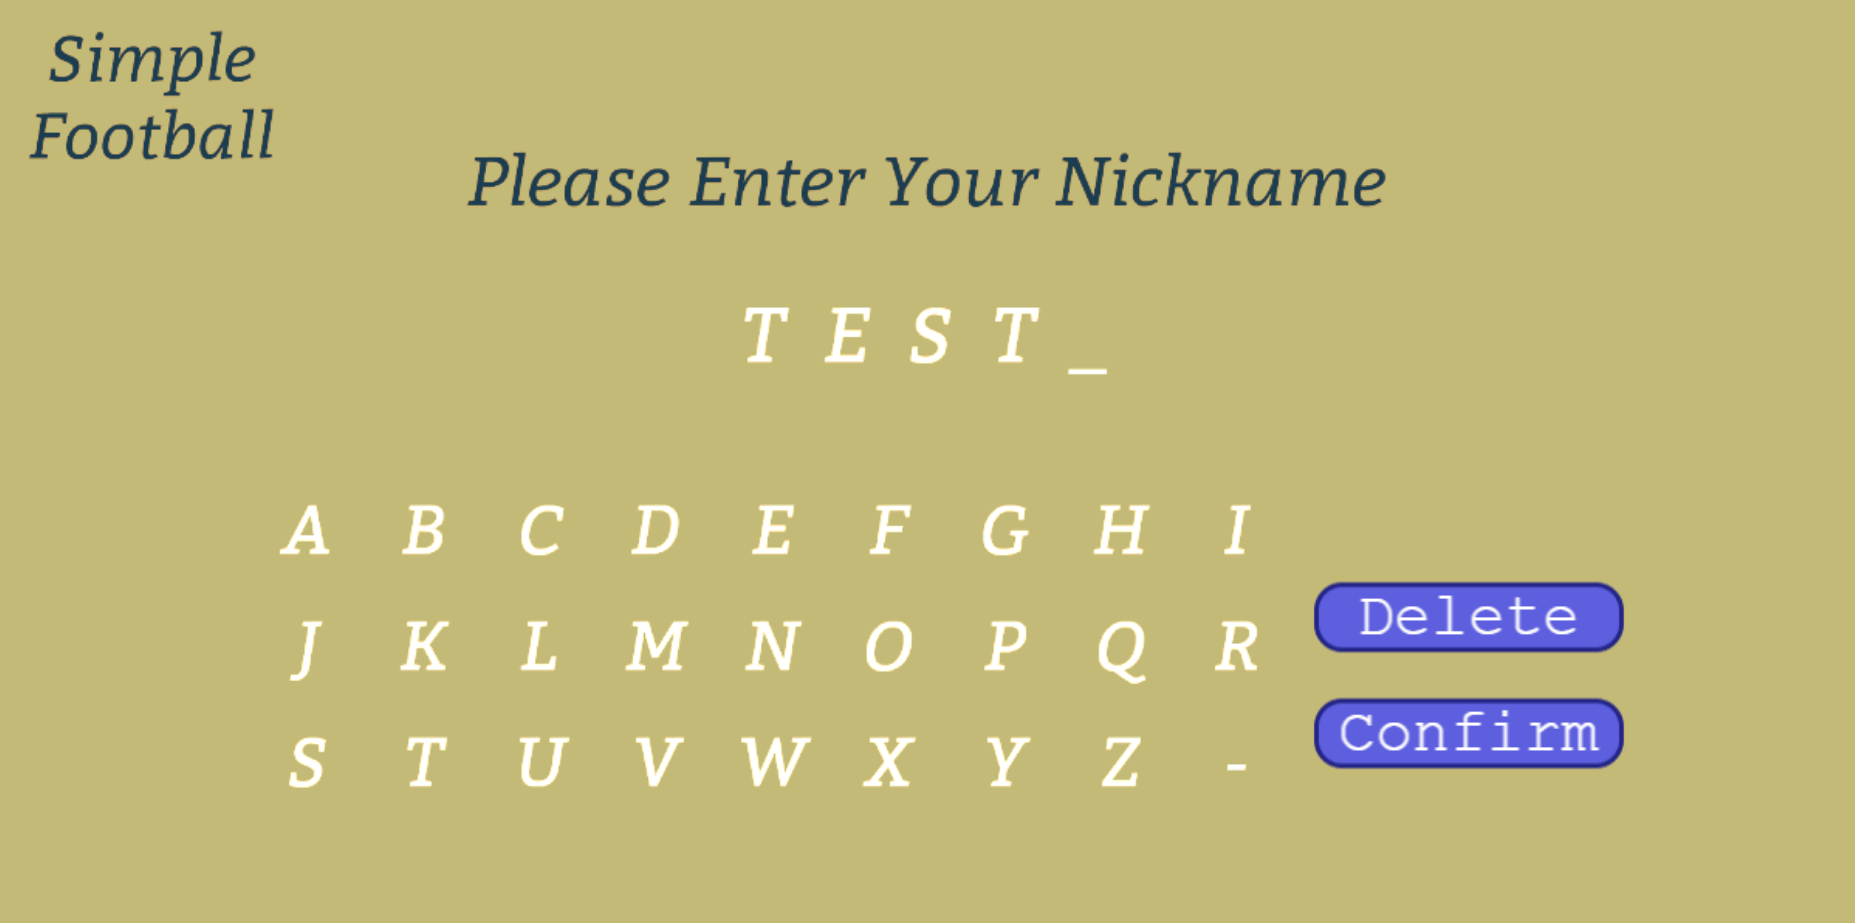 Simple
Football
Please Enter Your Nickname
T E S T _
A B C D E F G H I
J K L M N O P Q R
Delete
S T U V W X Y Z -
Confirm